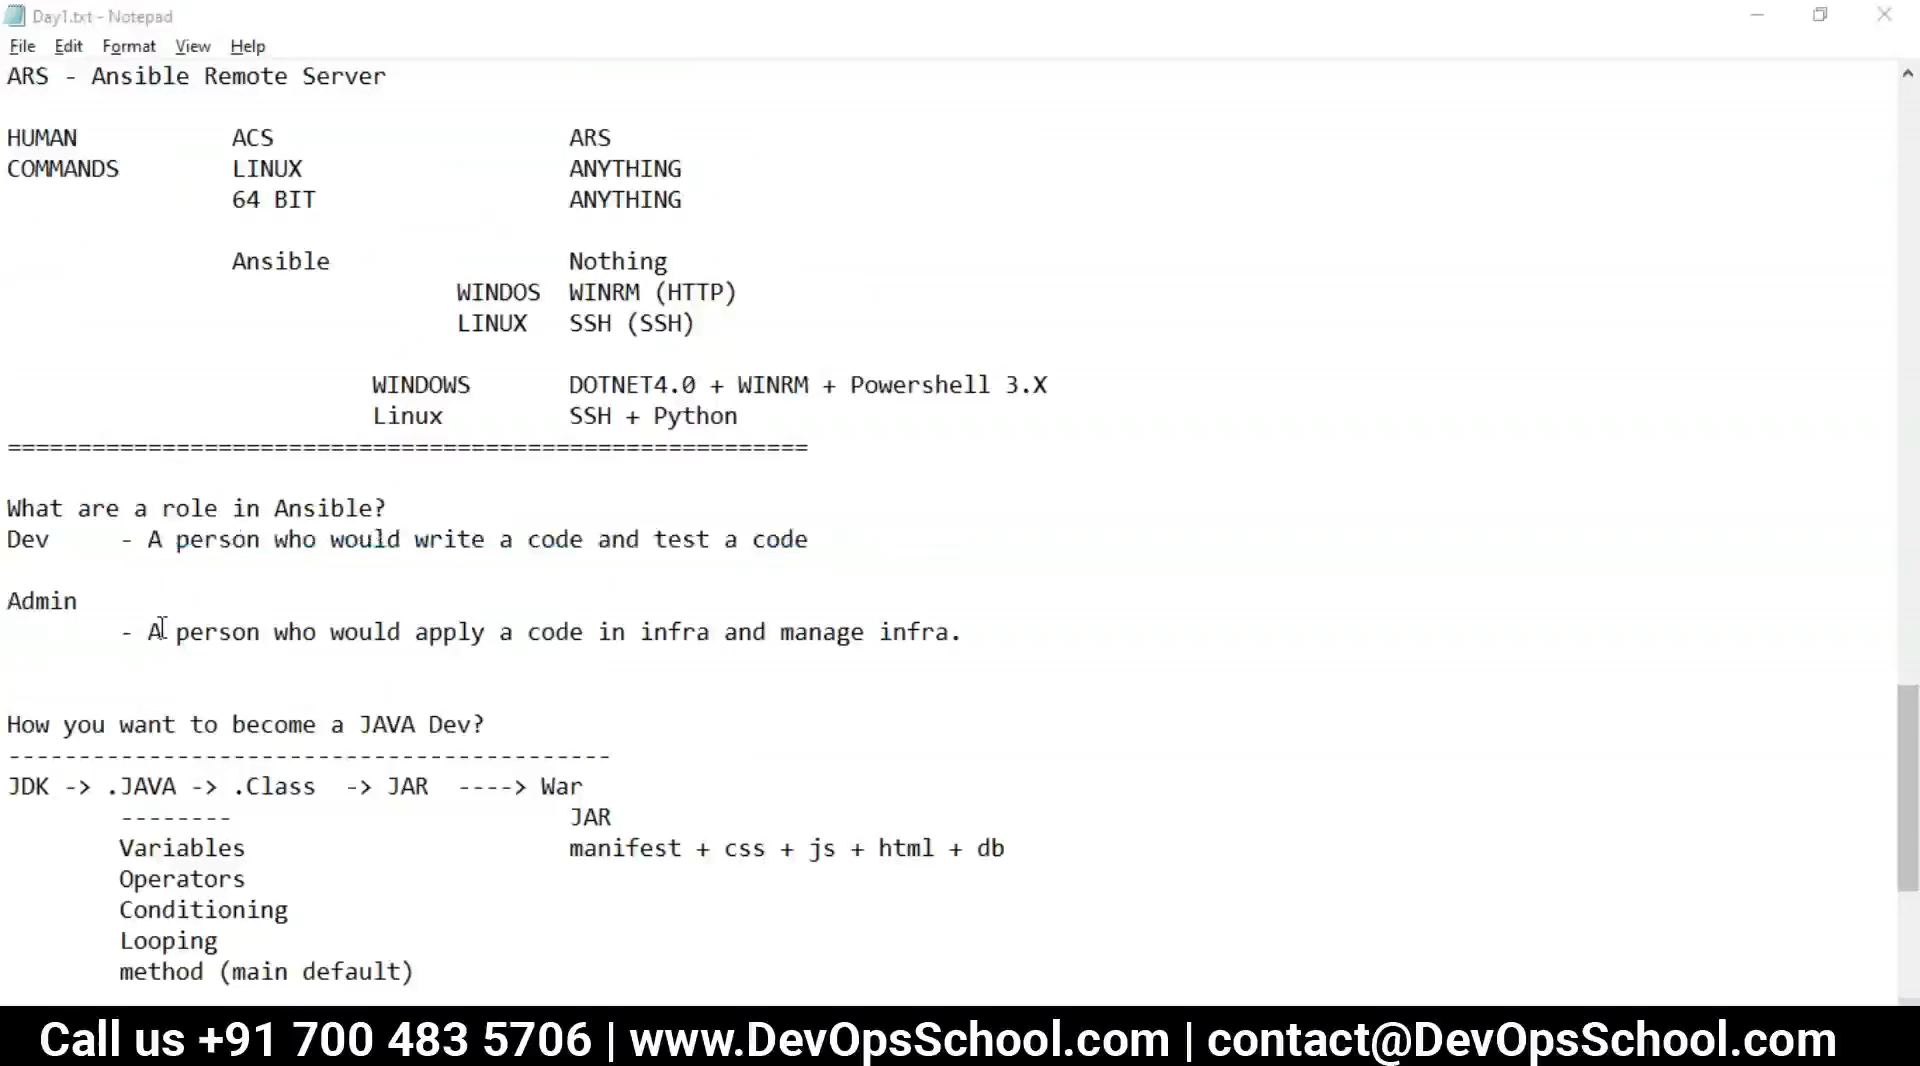 Day1.txt - Notepad
File Edit Format View Help
ARS - Ansible Remote Server
HUMAN ACS ARS
COMMANDS LINUX ANYTHING
64 BIT ANYTHING
Ansible Nothing
WINDOS WINRM (HTTP)
LINUX SSH (SSH)
WINDOWS DOTNET4.0 + WINRM + Powershell 3.X
Linux SSH + Python
=========================================================
What are a role in Ansible?
Dev - A person who would write a code and test a code
Admin
- A person who would apply a code in infra and manage infra.
How you want to become a JAVA Dev?
-------------------------------------------
JDK -> .JAVA -> .Class -> JAR ----> War
-------- JAR
Variables manifest + css + js + html + db
Operators
Conditioning
Looping
method (main default)
Call us +91 700 483 5706 | www.DevOpsSchool.com | contact@DevOpsSchool.com